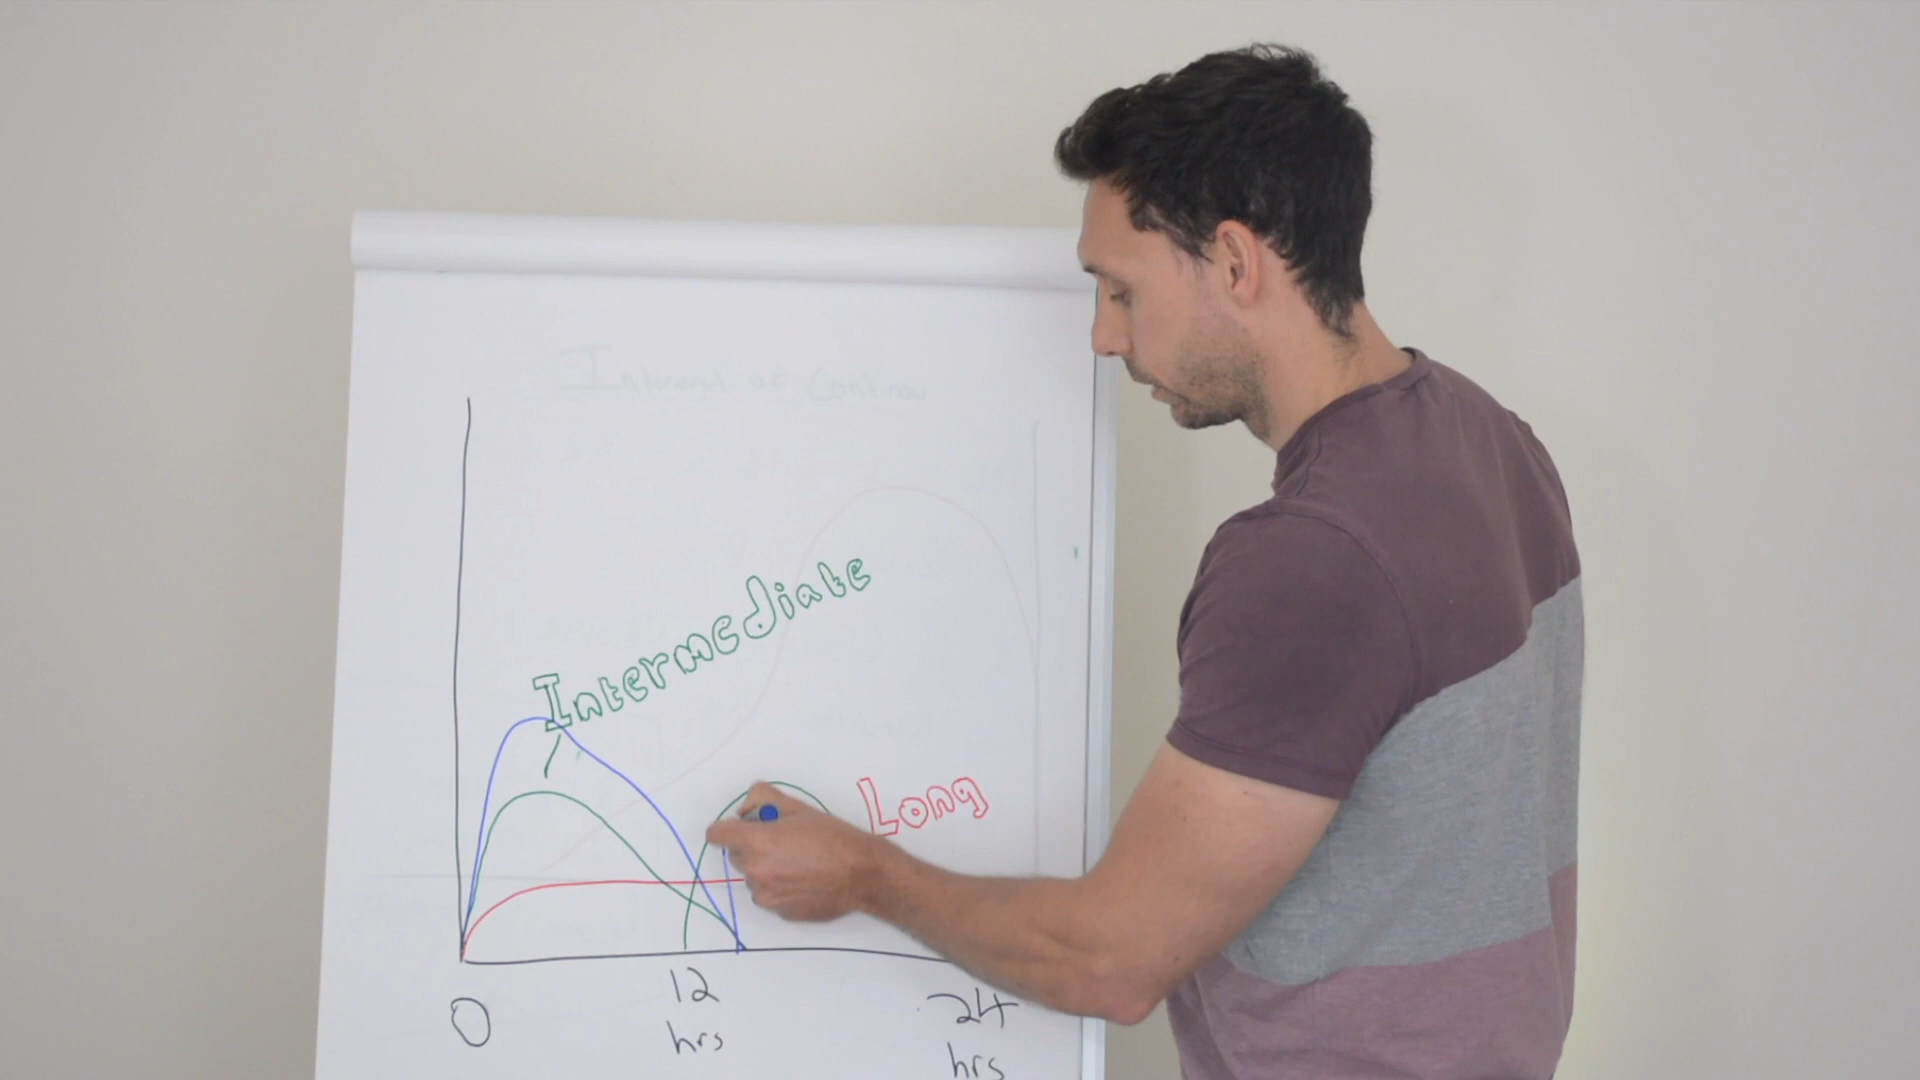 Intermediate
Long
0
12
hrs
24
hrs